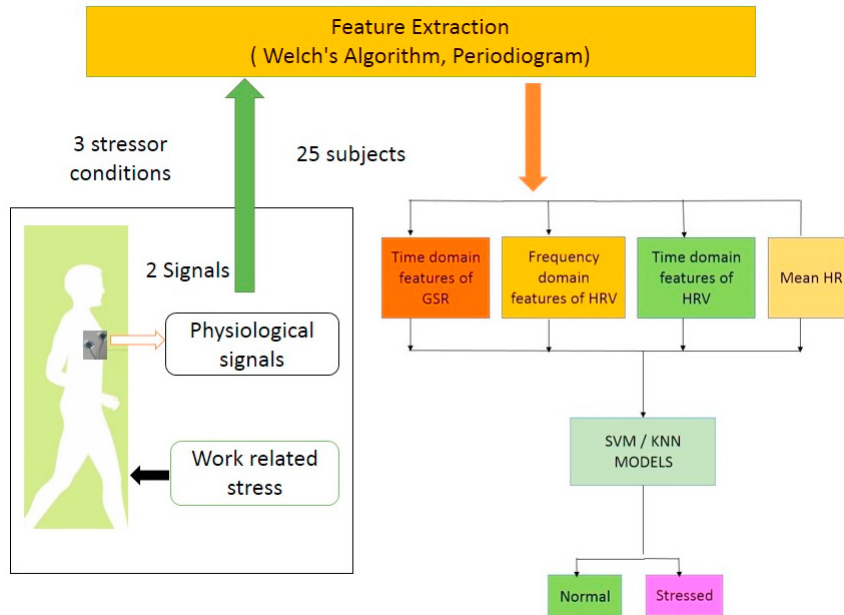 Feature Extraction
( Welch's Algorithm, Periodiogram)
3 stressor
conditions
25 subjects
2 Signals
Physiological
signals
Work related
stress
Time domain
features of
GSR
Frequency
domain
features of HRV
Time domain
features of
HRV
Mean HR
SVM / KNN
MODELS
Normal
Stressed